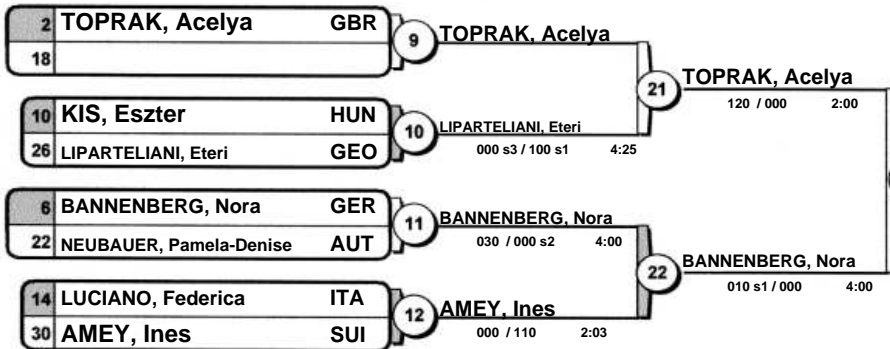 2 TOPRAK, Acelya GBR
18
9
TOPRAK, Acelya
10 KIS, Eszter HUN
26 LIPARTELIANI, Eteri GEO
10
LIPARTELIANI, Eteri
000 s3 / 100 s1 4:25
21
TOPRAK, Acelya
120 / 000 2:00
6 BANNENBERG, Nora GER
22 NEUBAUER, Pamela-Denise AUT
11
BANNENBERG, Nora
030 / 000 s2 4:00
14 LUCIANO, Federica ITA
30 AMEY, Ines SUI
12
AMEY, Ines
000 / 110 2:03
22
BANNENBERG, Nora
010 s1 / 000 4:00